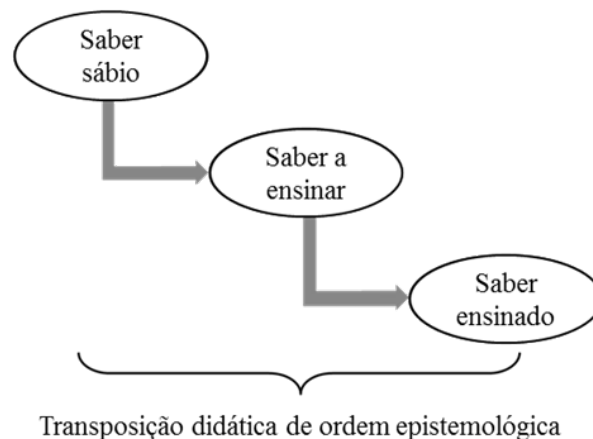 Saber
sábio
Saber a
ensinar
Saber
ensinado
Transposição didática de ordem epistemológica